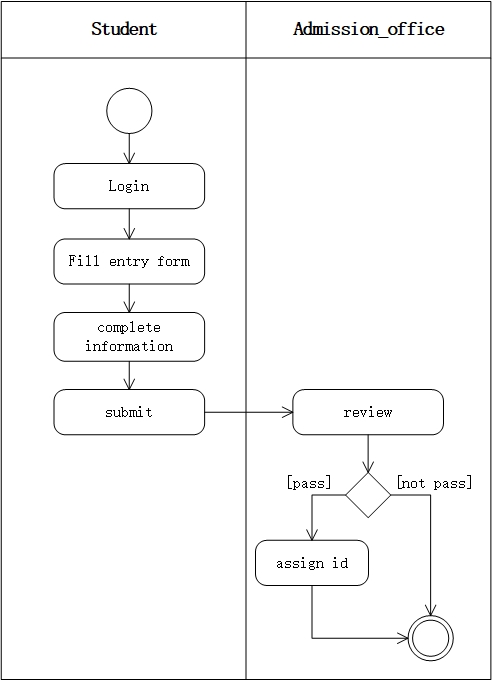 Student
Admission_office
Login
Fill entry form
complete
information
submit
review
[pass]
[not pass]
assign id